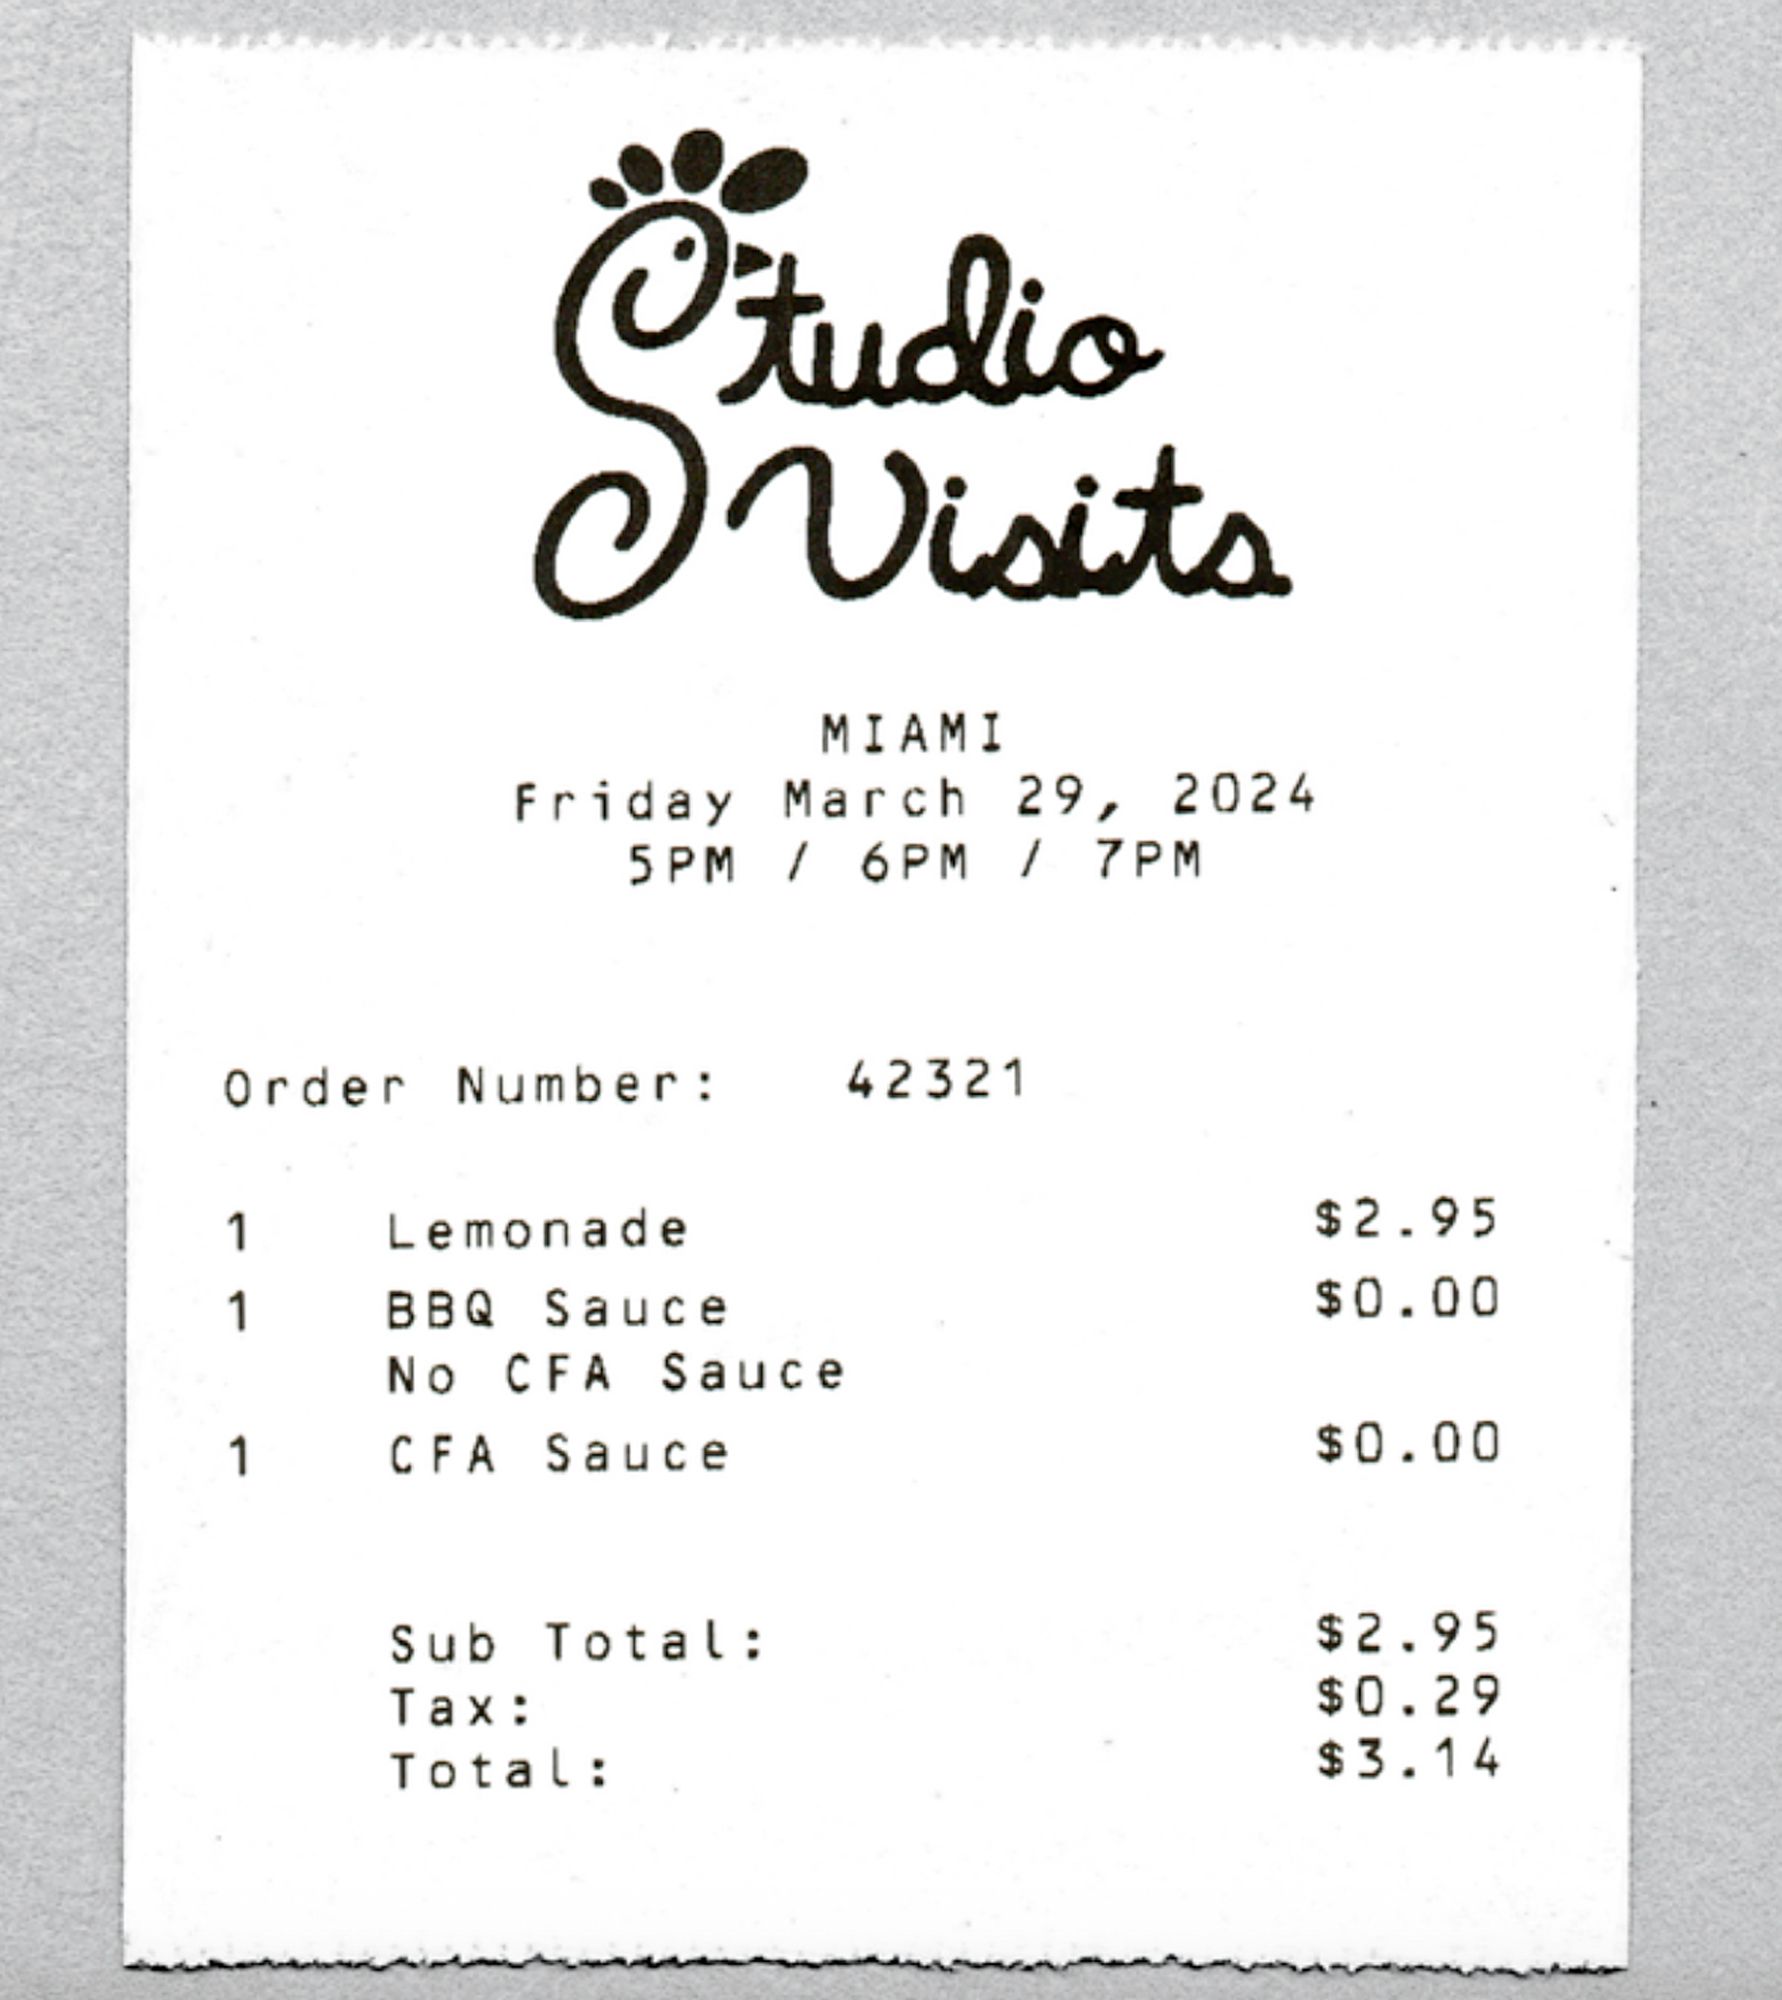 Studio
Visits
MIAMI
Friday March 29, 2024
5PM / 6PM / 7PM
Order Number: 42321
1 Lemonade $2.95
1 BBQ Sauce $0.00
No CFA Sauce
1 CFA Sauce $0.00
Sub Total: $2.95
Tax: $0.29
Total: $3.14